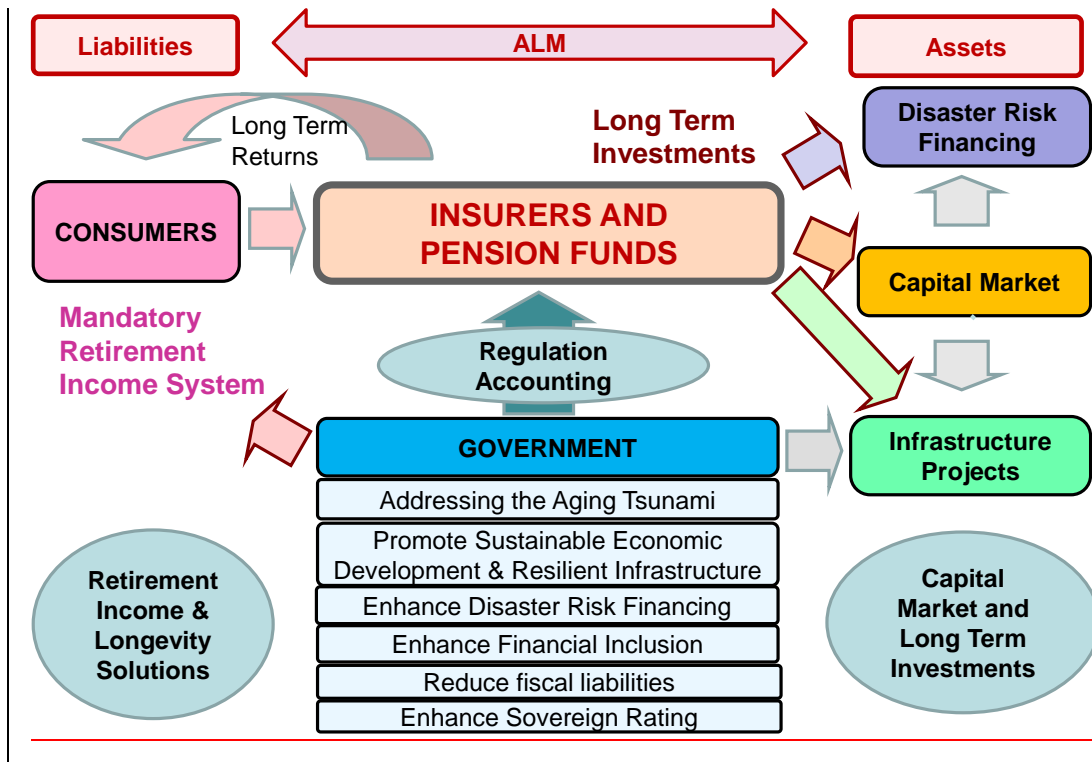 Liabilities
ALM
Assets
Long Term
Returns
Long Term
Investments
Disaster Risk
Financing
CONSUMERS
INSURERS AND
PENSION FUNDS
Capital Market
Mandatory
Retirement
Income System
Regulation
Accounting
GOVERNMENT
Infrastructure
Projects
Addressing the Aging Tsunami
Promote Sustainable Economic
Development & Resilient Infrastructure
Enhance Disaster Risk Financing
Enhance Financial Inclusion
Reduce fiscal liabilities
Enhance Sovereign Rating
Retirement
Income &
Longevity
Solutions
Capital
Market and
Long Term
Investments